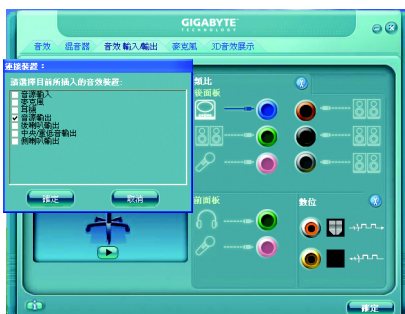 GIGABYTE
TECHNOLOGY
音效 混音器 音效輸入/輸出 麥克風 3D音效展示
連接裝置：
請選擇目前所插入的音效裝置:
音源輸入
麥克風
耳機
音源輸出
後喇叭輸出
中央/重低音輸出
側喇叭輸出
確定 取消
類比
後面板
前面板
數位
確定